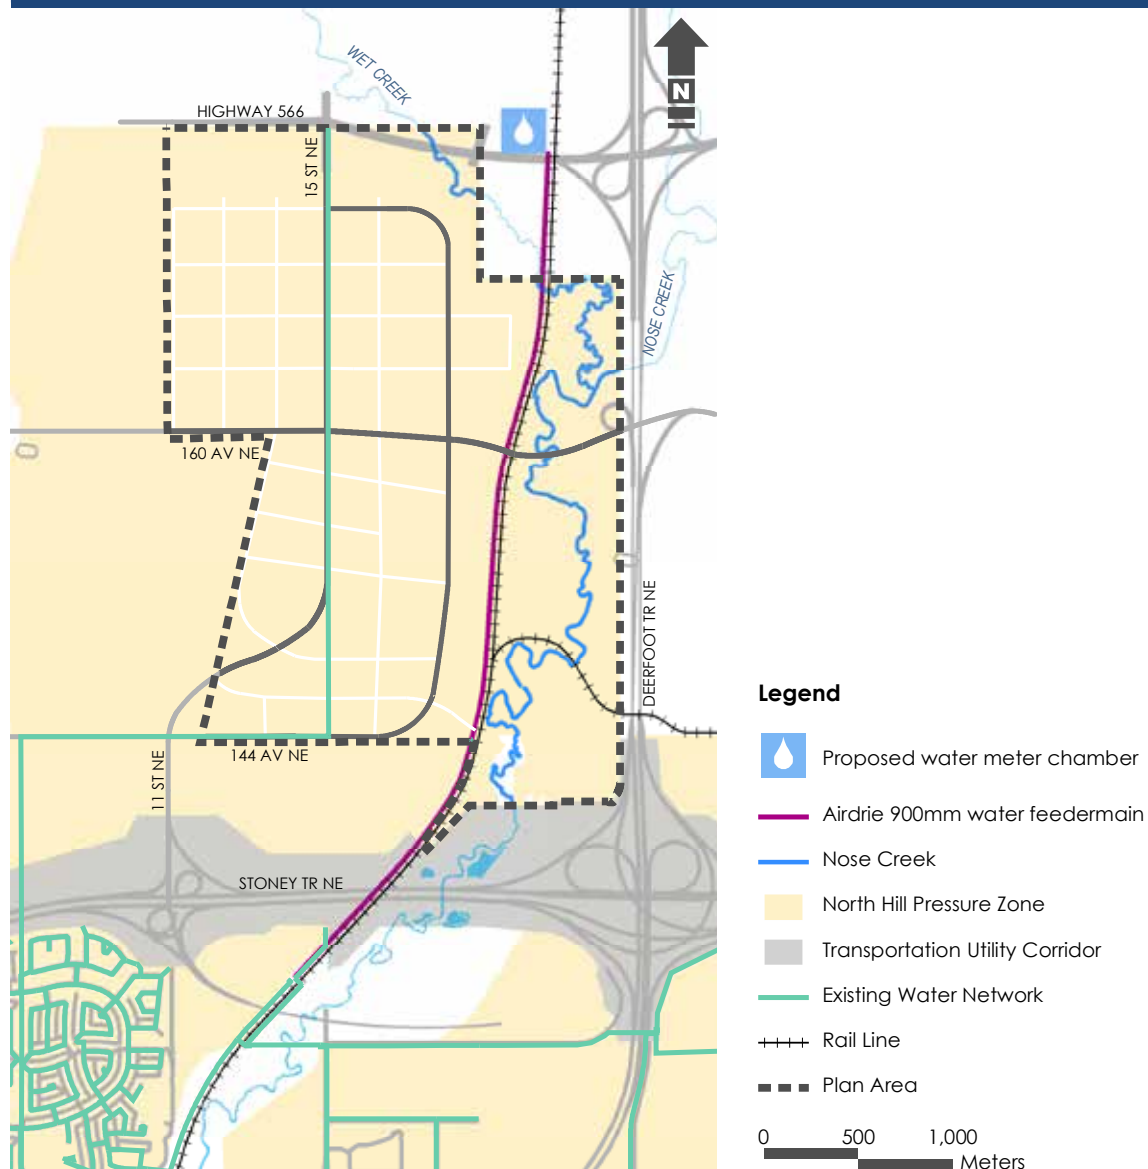 WET CREEK
N
HIGHWAY 566
15 ST NE
NOSE CREEK
160 AV NE
DEERFOOT TR NE
144 AV NE
11 ST NE
STONEY TR NE
Legend
Proposed water meter chamber
Airdrie 900mm water feedermain
Nose Creek
North Hill Pressure Zone
Transportation Utility Corridor
Existing Water Network
Rail Line
Plan Area
0 500 1,000
Meters